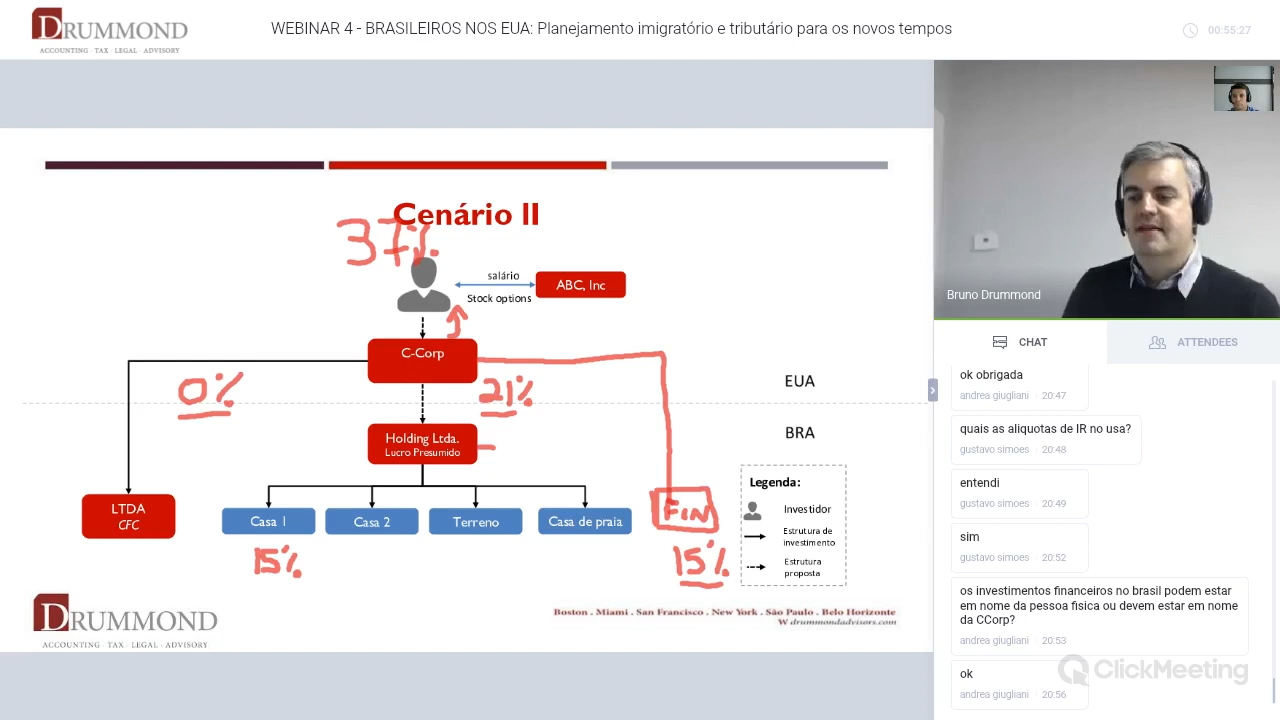 DRUMMOND
ACCOUNTING · TAX · LEGAL · ADVISORY
WEBINAR 4 - BRASILEIROS NOS EUA: Planejamento imigratório e tributário para os novos tempos
00:55:27
Cenário II
37%
salário
Stock options
ABC, Inc
C-Corp
0%
21%
EUA
BRA
Holding Ltda.
Lucro Presumido
LTDA
CFC
Casa 1
Casa 2
Terreno
Casa de praia
FIN
15%
15%
Legenda:
Investidor
Estrutura de
investimento
Estrutura
proposta
DRUMMOND
ACCOUNTING · TAX · LEGAL · ADVISORY
Boston . Miami . San Francisco . New York . São Paulo . Belo Horizonte
W drummondadvisors.com
Bruno Drummond
CHAT
ATTENDEES
ok obrigada
andrea giugliani · 20:47
quais as aliquotas de IR no usa?
gustavo simoes · 20:48
entendi
gustavo simoes · 20:49
sim
gustavo simoes · 20:52
os investimentos financeiros no brasil podem estar
em nome da pessoa fisica ou devem estar em nome
da CCorp?
andrea giugliani · 20:53
ok
andrea giugliani · 20:56
ClickMeeting